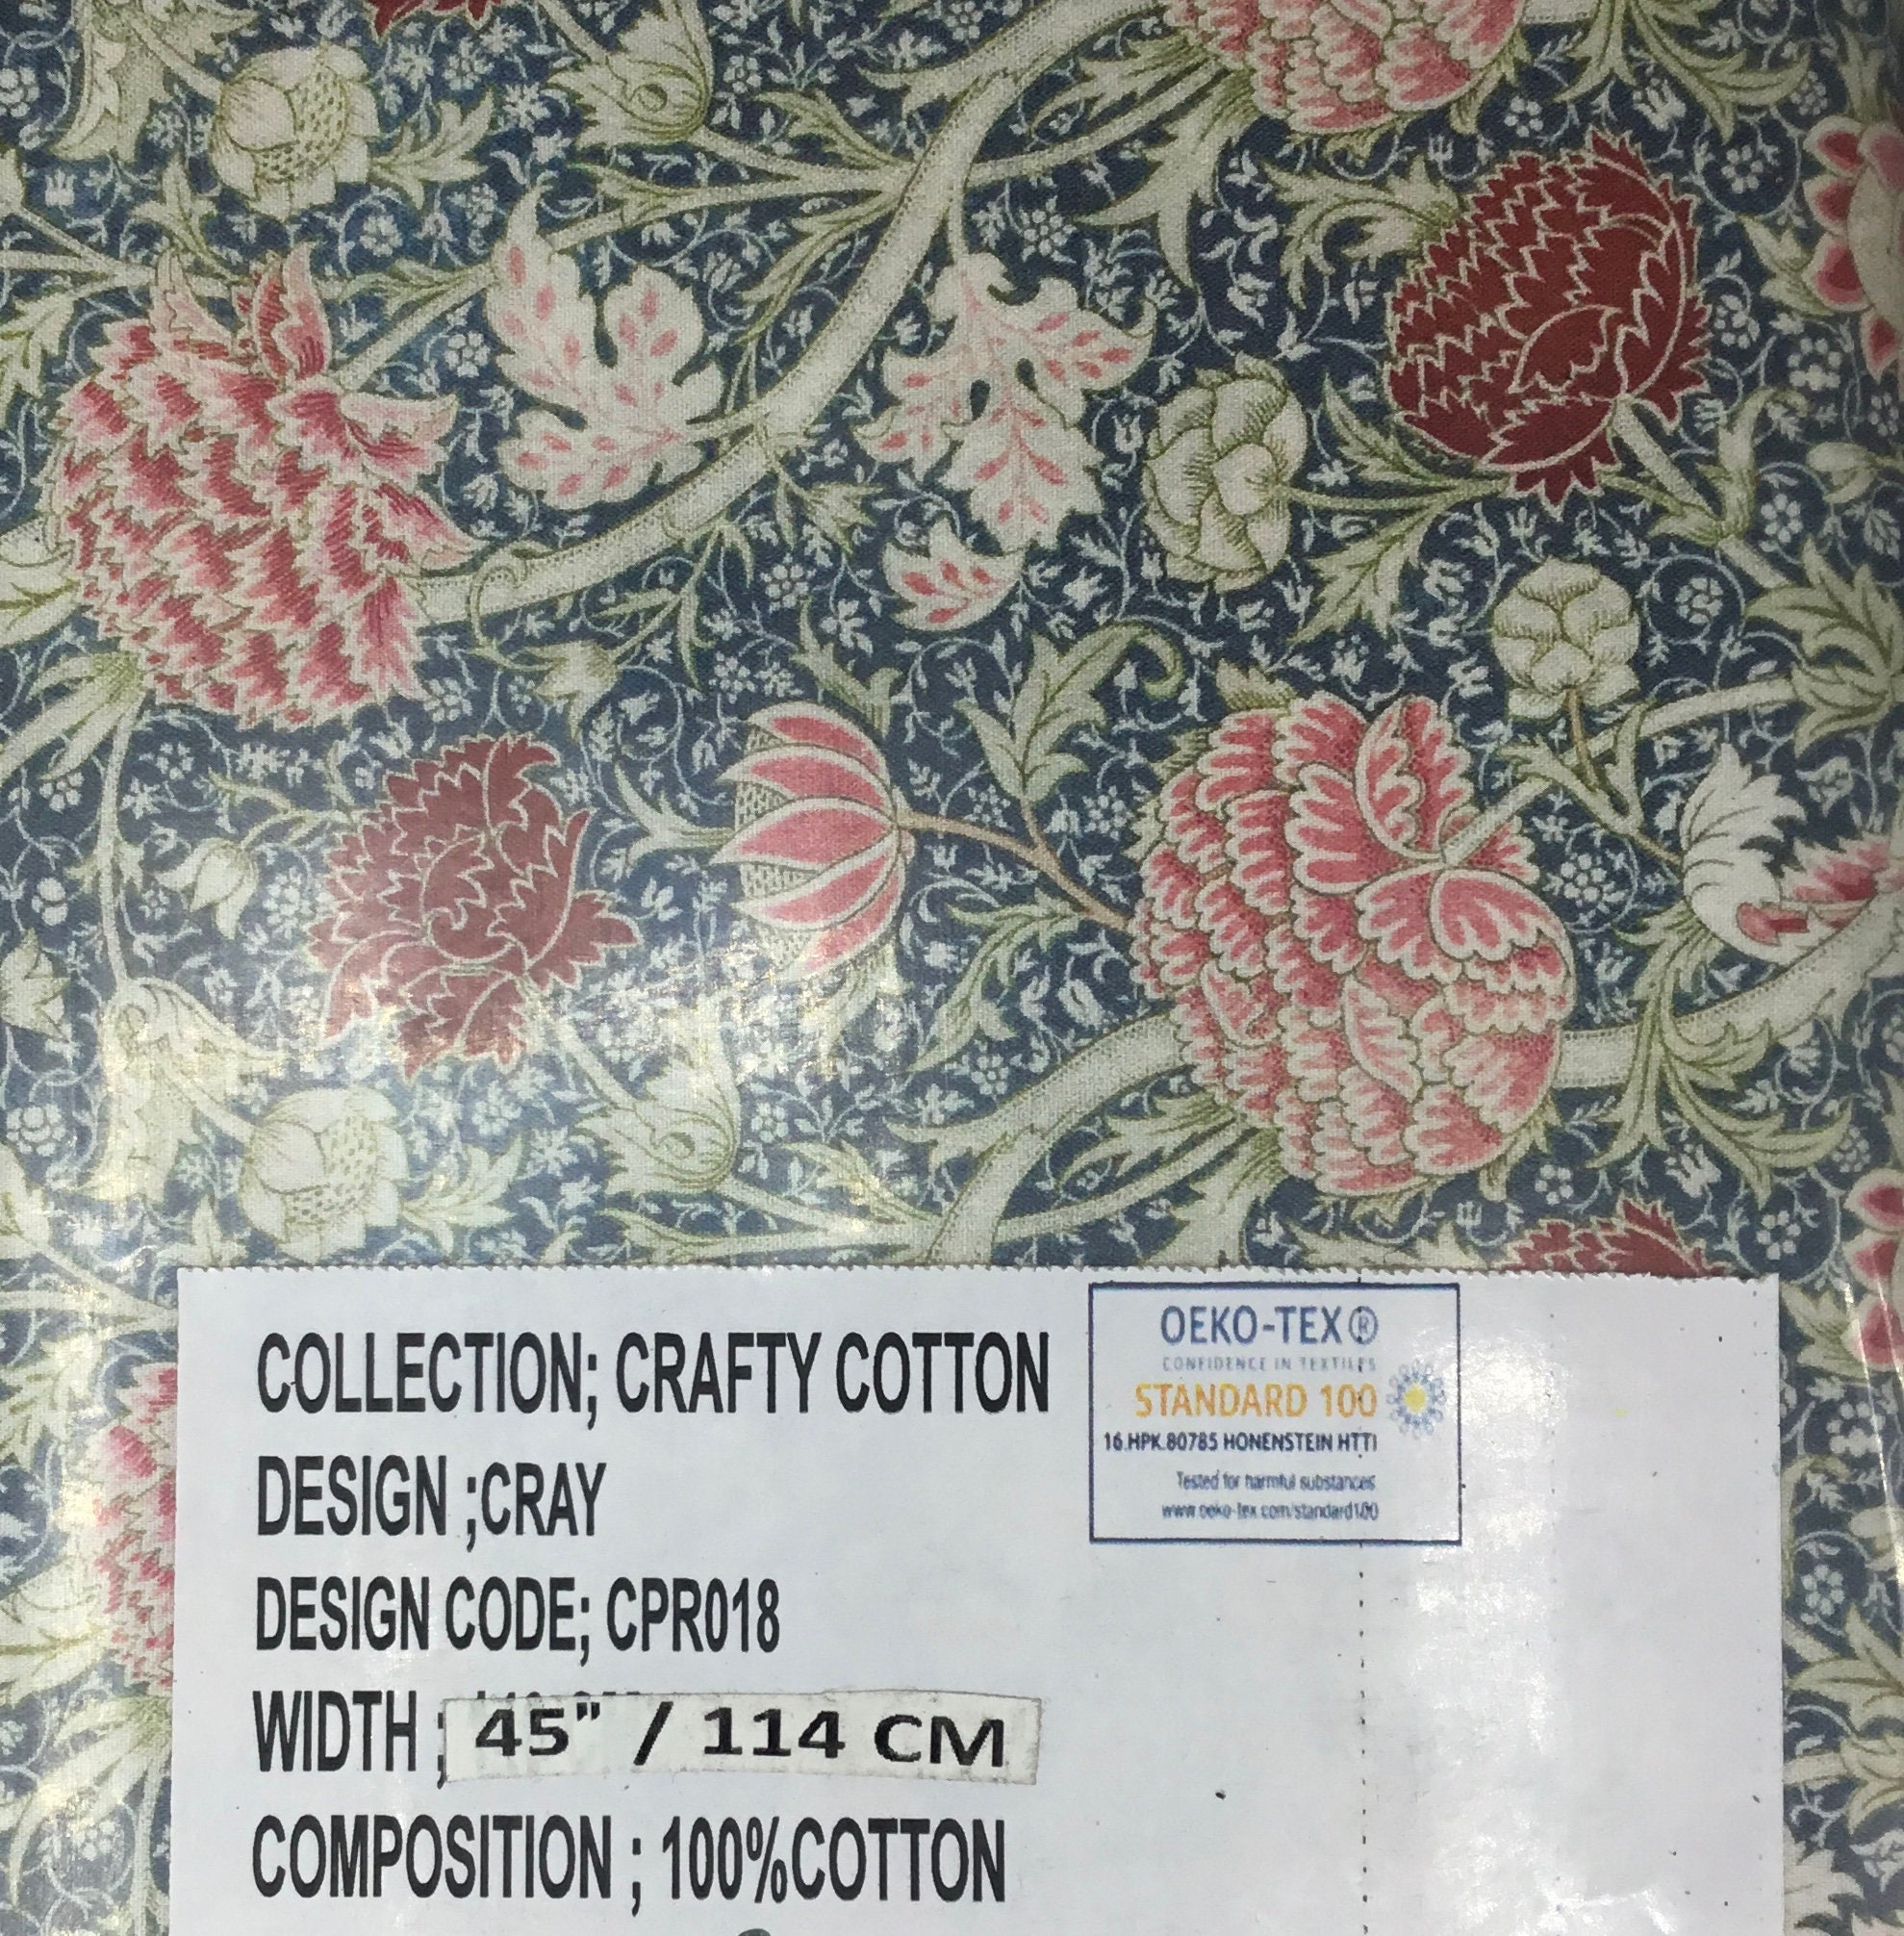 COLLECTION; CRAFTY COTTON
OEKO-TEX®
CONFIDENCE IN TEXTILES
STANDARD 100
16.HPK.80785 HONENSTEIN HTTI
Tested for harmful substances
www.oeko-tex.com/standard100
DESIGN ;CRAY
DESIGN CODE; CPR018
WIDTH ; 45" / 114 CM
COMPOSITION ; 100%COTTON